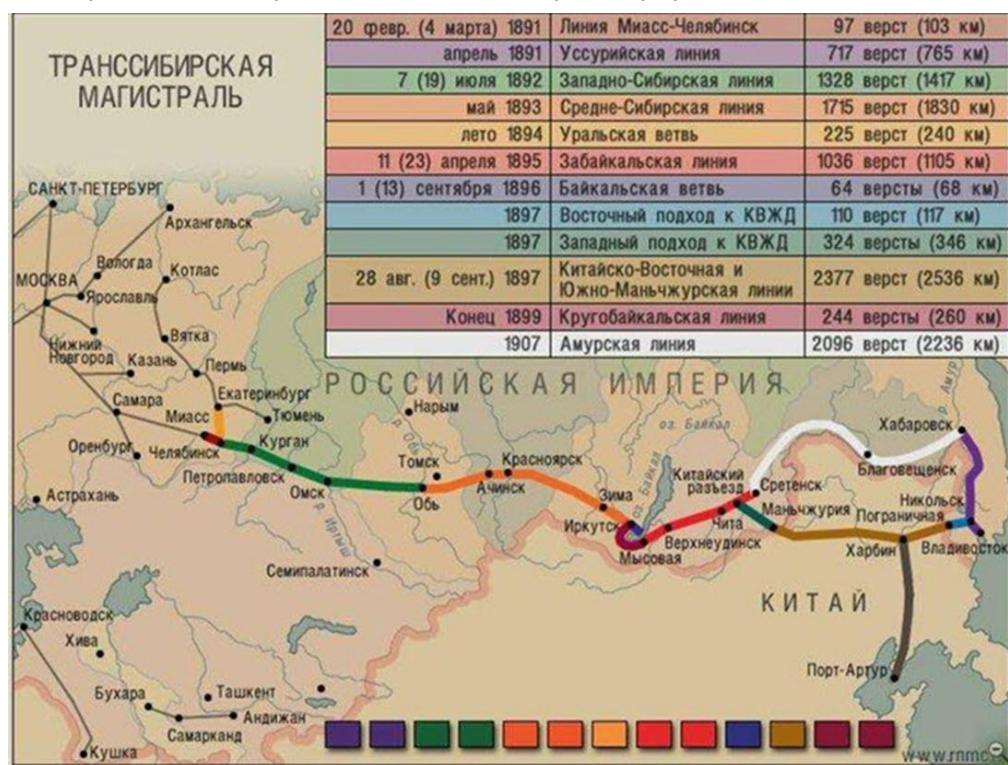 ТРАНССИБИРСКАЯ
МАГИСТРАЛЬ
20 февр. (4 марта) 1891 Линия Миасс-Челябинск 97 верст (103 км)
апрель 1891 Уссурийская линия 717 верст (765 км)
7 (19) июля 1892 Западно-Сибирская линия 1328 верст (1417 км)
май 1893 Средне-Сибирская линия 1715 верст (1830 км)
лето 1894 Уральская ветвь 225 верст (240 км)
11 (23) апреля 1895 Забайкальская линия 1036 верст (1105 км)
1 (13) сентября 1896 Байкальская ветвь 64 версты (68 км)
1897 Восточный подход к КВЖД 110 верст (117 км)
1897 Западный подход к КВЖД 324 версты (346 км)
28 авг. (9 сент.) 1897 Китайско-Восточная и
Южно-Маньчжурская линии 2377 верст (2536 км)
Конец 1899 Кругобайкальская линия 244 версты (260 км)
1907 Амурская линия 2096 верст (2236 км)
САНКТ-ПЕТЕРБУРГ
Архангельск
Вологда
Котлас
МОСКВА
Ярославль
Вятка
Нижний
Новгород
Казань
Пермь
РОССИЙСКАЯ ИМПЕРИЯ
р. Амур
Екатеринбург
Самара
Миасс
Тюмень
Нарым
р. Обь
оз. Байкал
Хабаровск
Оренбург
Челябинск
Курган
Петропавловск
Омск
Томск
Обь
Красноярск
Ачинск
Зима
оз. Байкал
Иркутск
Мысовая
Верхнеудинск
Чита
Китайский
разъезд
Сретенск
Маньчжурия
Благовещенск
Никольск
Пограничная
Харбин
Владивосток
Астрахань
р. Иртыш
Семипалатинск
КИТАЙ
Красноводск
Хива
Бухара
Ташкент
Андижан
Самарканд
Кушка
Порт-Артур